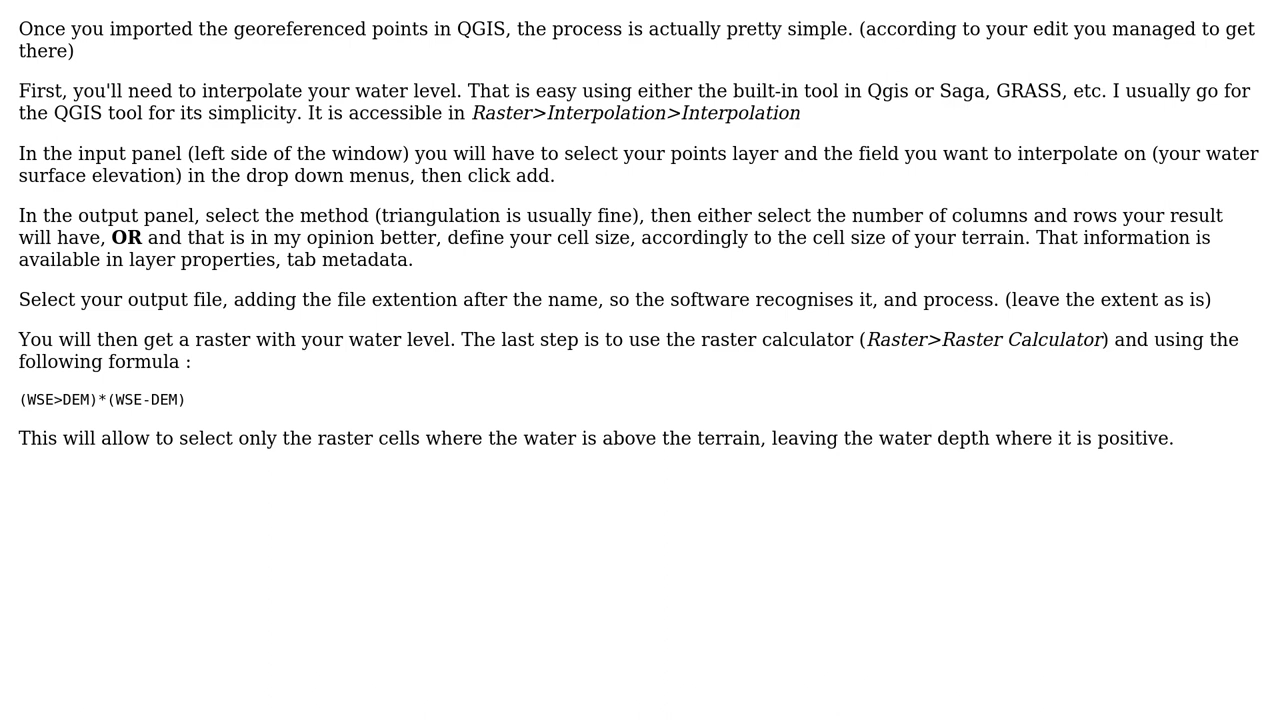 Once you imported the georeferenced points in QGIS, the process is actually pretty simple. (according to your edit you managed to get
there)
First, you'll need to interpolate your water level. That is easy using either the built-in tool in Qgis or Saga, GRASS, etc. I usually go for
the QGIS tool for its simplicity. It is accessible in Raster>Interpolation>Interpolation
In the input panel (left side of the window) you will have to select your points layer and the field you want to interpolate on (your water
surface elevation) in the drop down menus, then click add.
In the output panel, select the method (triangulation is usually fine), then either select the number of columns and rows your result
will have, OR and that is in my opinion better, define your cell size, accordingly to the cell size of your terrain. That information is
available in layer properties, tab metadata.
Select your output file, adding the file extention after the name, so the software recognises it, and process. (leave the extent as is)
You will then get a raster with your water level. The last step is to use the raster calculator (Raster>Raster Calculator) and using the
following formula :
(WSE>DEM)*(WSE-DEM)
This will allow to select only the raster cells where the water is above the terrain, leaving the water depth where it is positive.